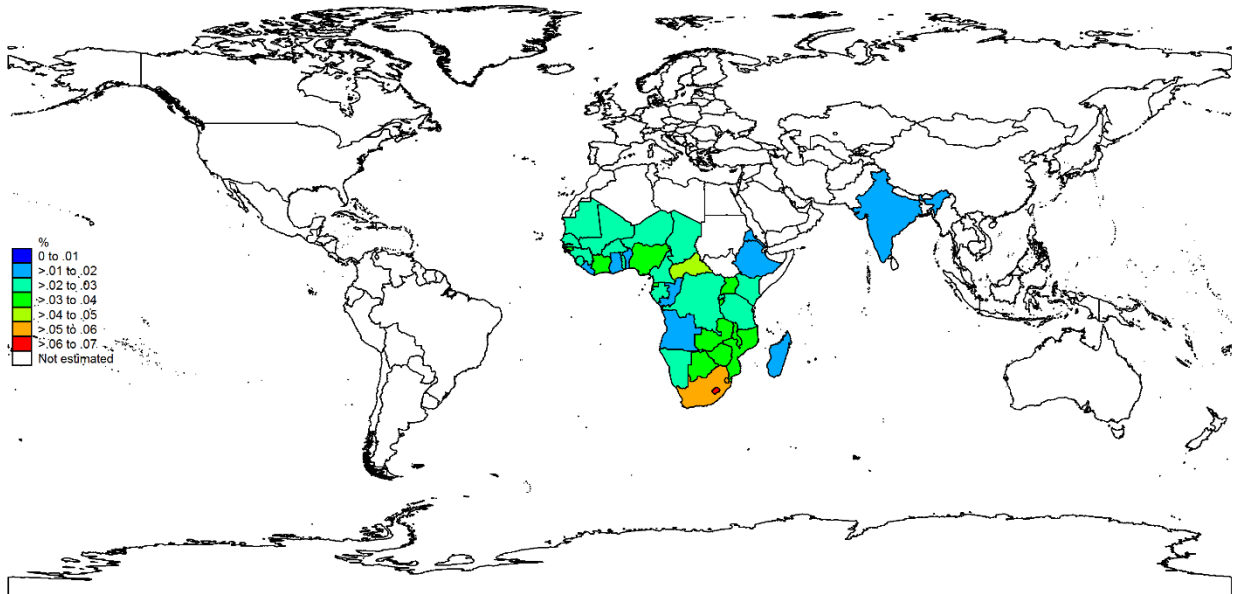 %
0 to .01
>.01 to .02
>.02 to .03
>.03 to .04
>.04 to .05
>.05 to .06
>.06 to .07
Not estimated